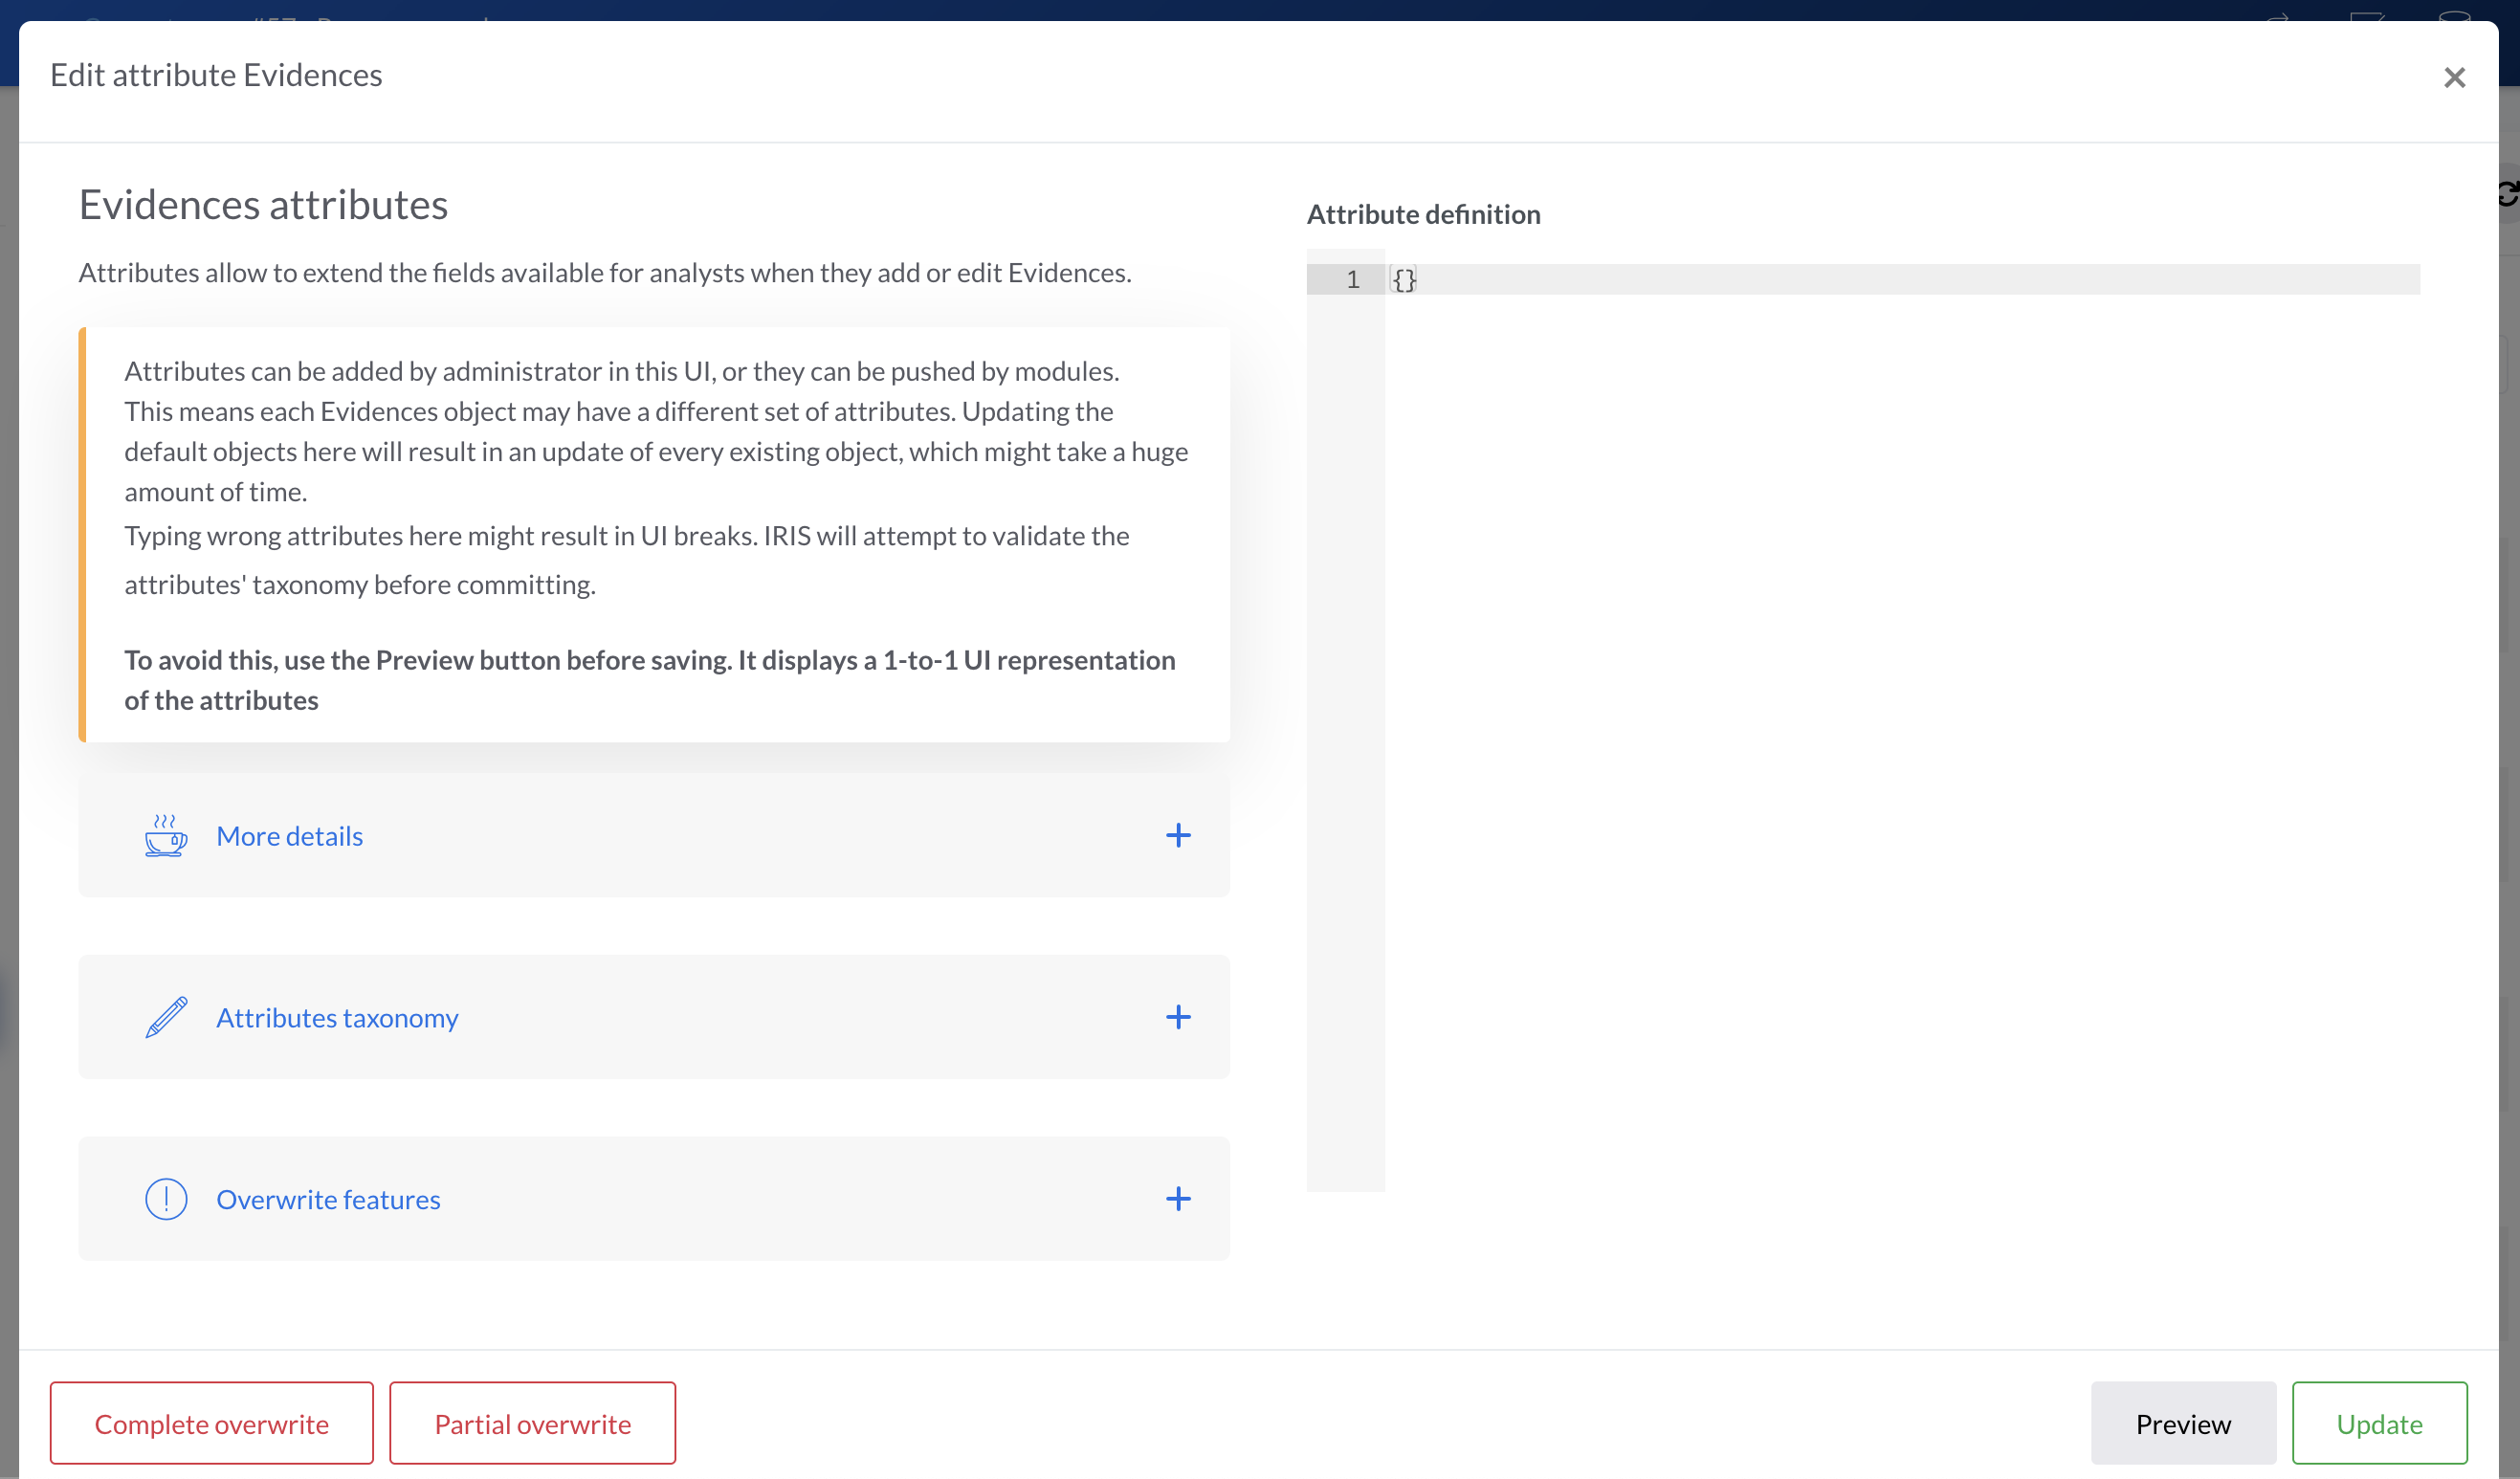 Edit attribute Evidences
Evidences attributes
Attributes allow to extend the fields available for analysts when they add or edit Evidences.
Attributes can be added by administrator in this UI, or they can be pushed by modules.
This means each Evidences object may have a different set of attributes. Updating the
default objects here will result in an update of every existing object, which might take a huge
amount of time.
Typing wrong attributes here might result in UI breaks. IRIS will attempt to validate the
attributes' taxonomy before committing.
To avoid this, use the Preview button before saving. It displays a 1-to-1 UI representation
of the attributes
More details
Attributes taxonomy
Overwrite features
Attribute definition
1 {}
Complete overwrite
Partial overwrite
Preview
Update